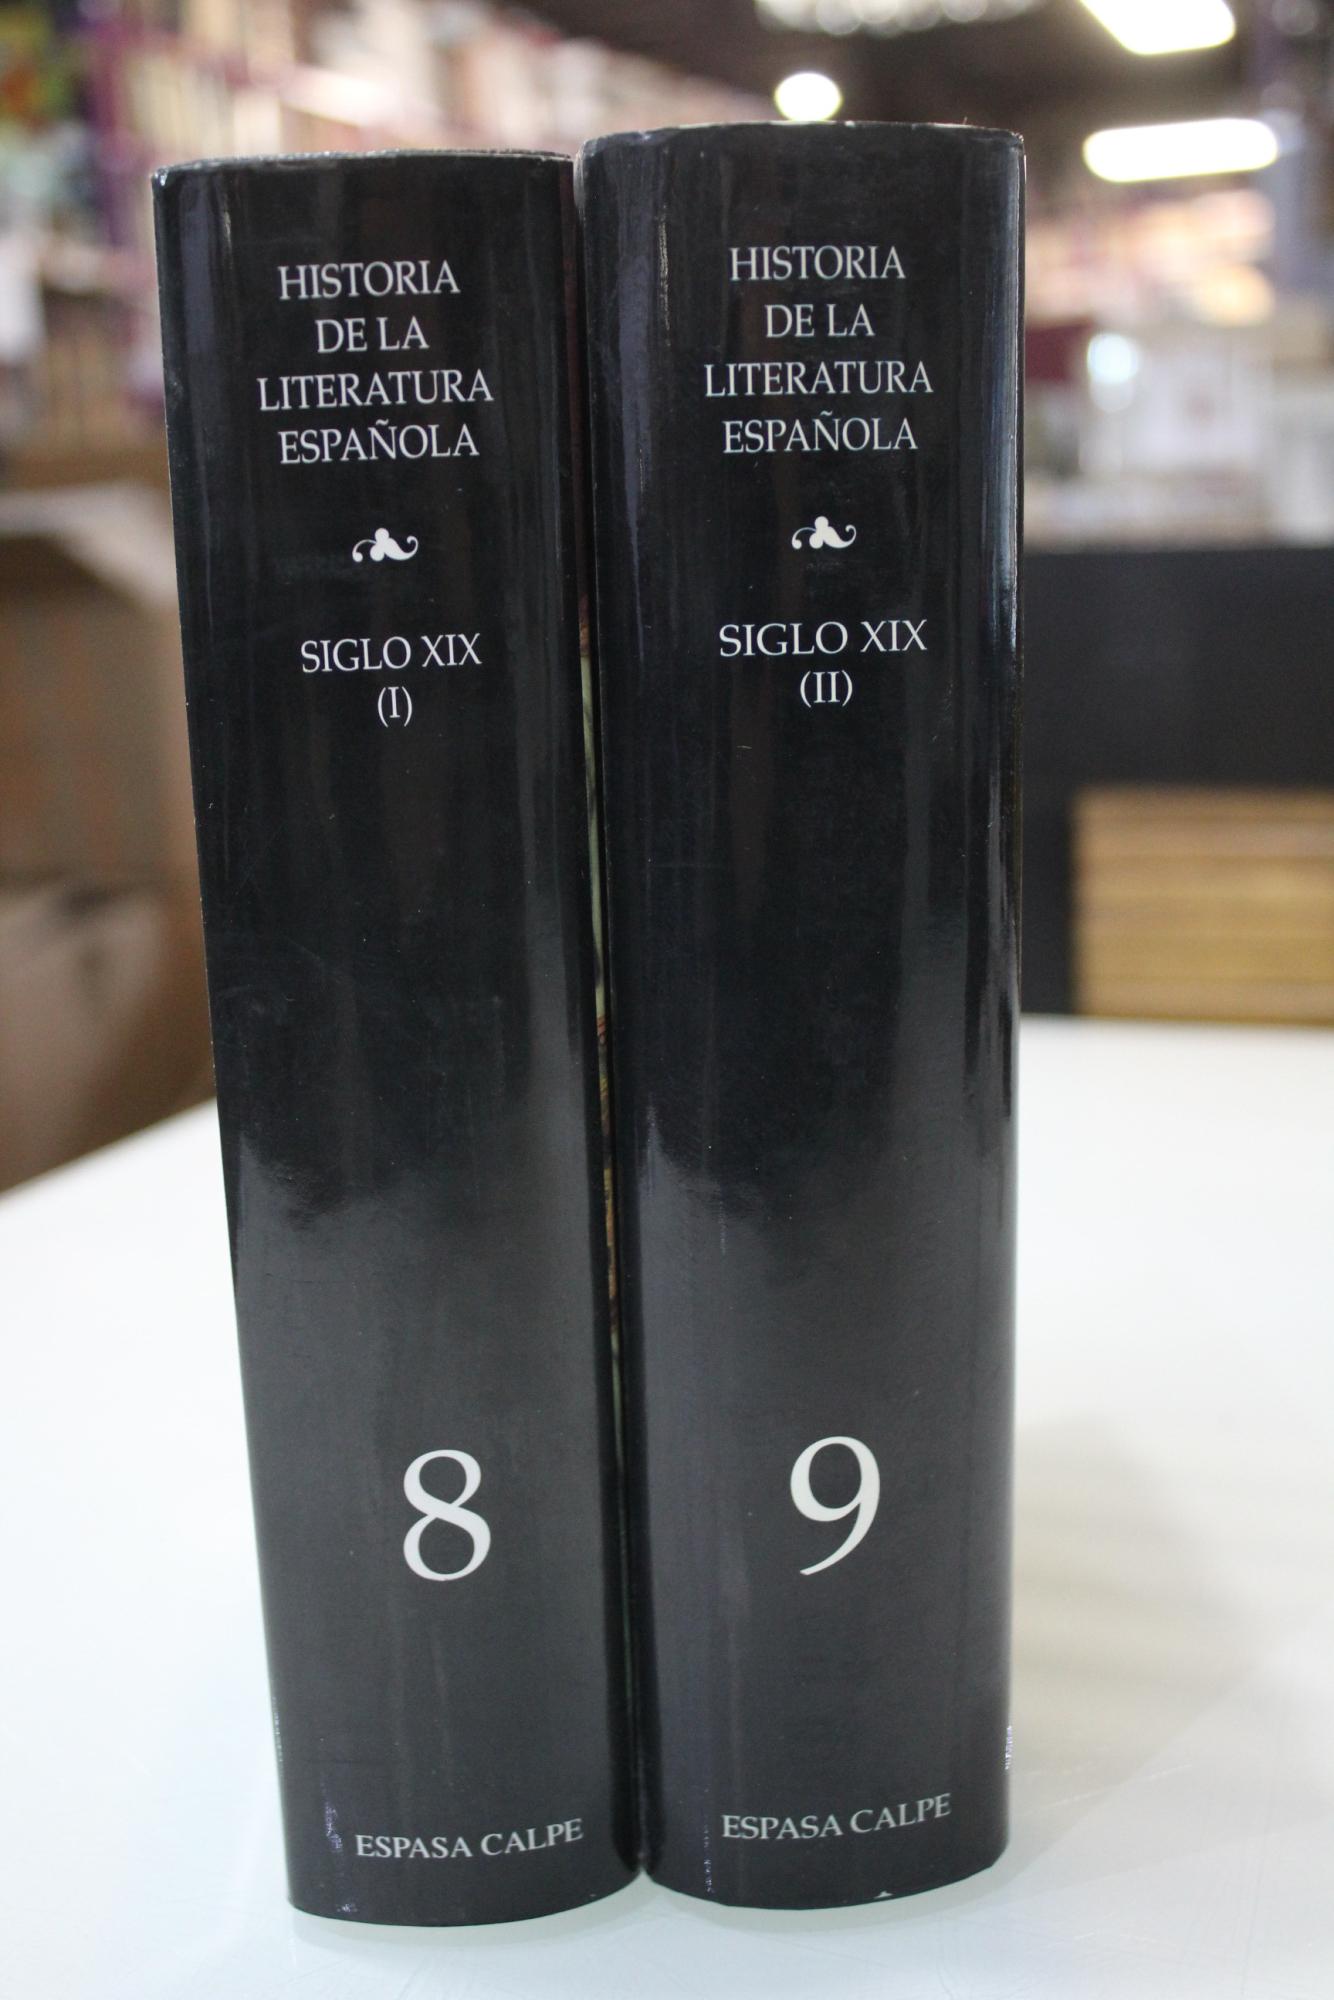 HISTORIA
DE LA
LITERATURA
ESPAÑOLA
SIGLO XIX
(I)
8
ESPASA CALPE
HISTORIA
DE LA
LITERATURA
ESPAÑOLA
SIGLO XIX
(II)
9
ESPASA CALPE